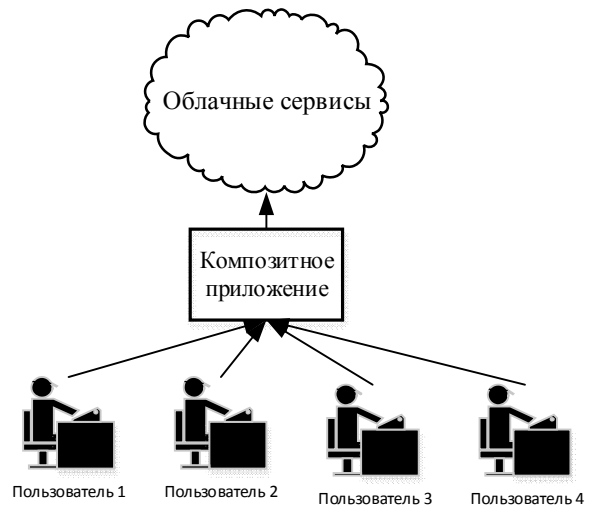 Облачные сервисы
Композитное
приложение
Пользователь 1
Пользователь 2
Пользователь 3
Пользователь 4